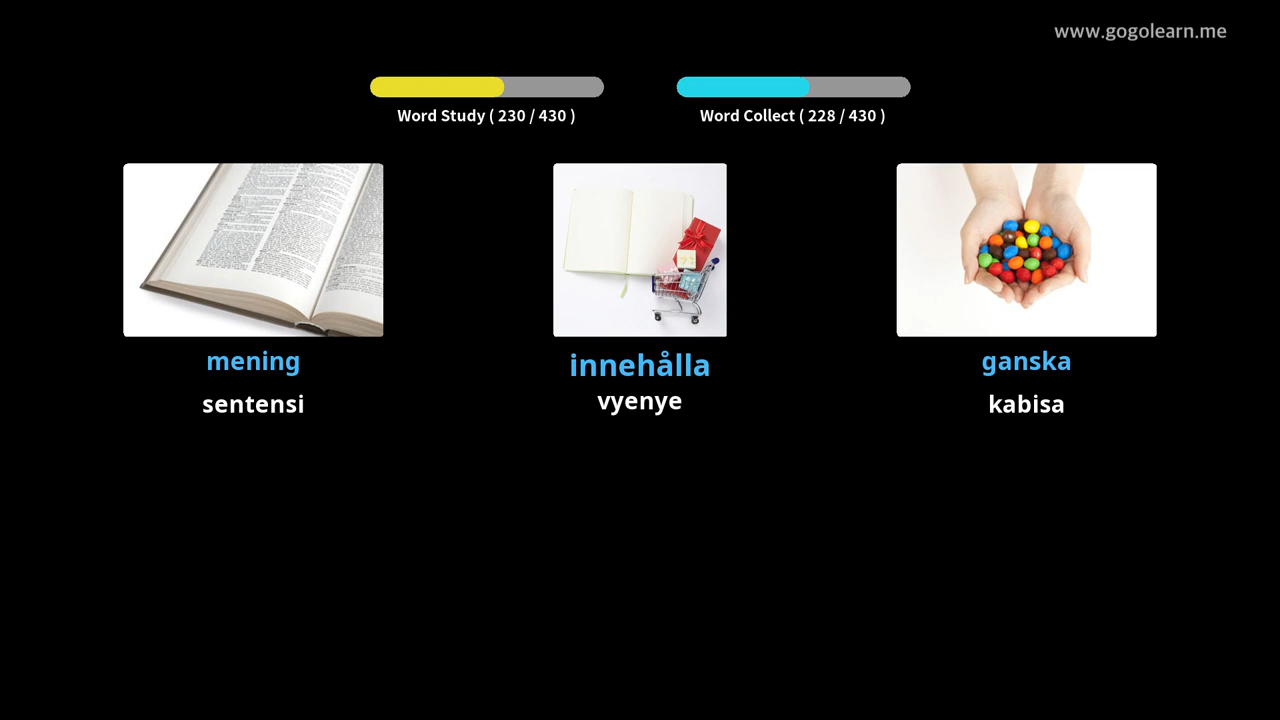 www.gogolearn.me
Word Study ( 230 / 430 )
Word Collect ( 228 / 430 )
mening
innehålla
ganska
sentensi
vyenye
kabisa